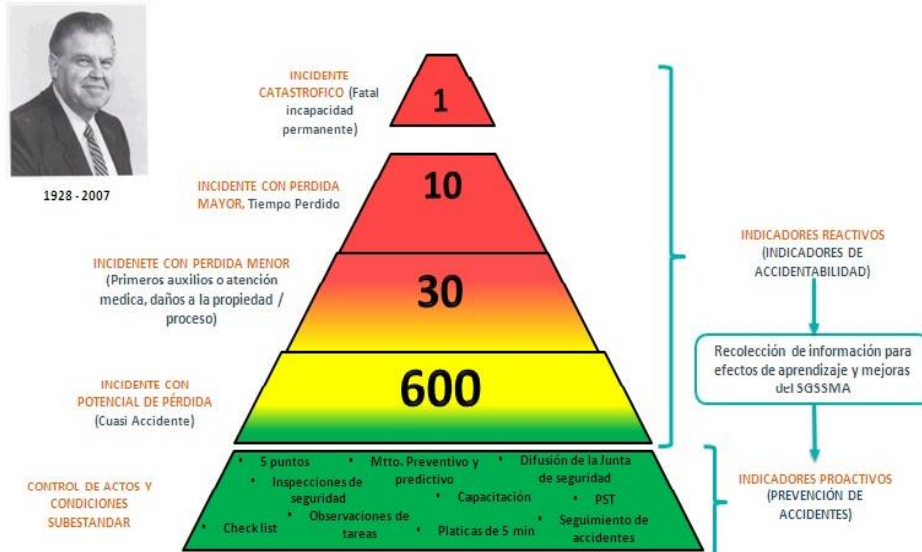 INCIDENTE
CATASTROFICO (Fatal
incapacidad
permanente)
1
1928 - 2007
INCIDENTE CON PERDIDA
MAYOR, Tiempo Perdido
10
INCIDENETE CON PERDIDA MENOR
(Primeros auxilios o atención
medica, daños a la propiedad /
proceso)
30
INCIDENTE CON
POTENCIAL DE PÉRDIDA
(Cuasi Accidente)
600
CONTROL DE ACTOS Y
CONDICIONES
SUBESTANDAR
• 5 puntos
• Mtto. Preventivo y
predictivo
• Difusión de la Junta
de seguridad
• Inspecciones de
seguridad
• Capacitación
• PST
• Check list
• Observaciones de
tareas
• Platicas de 5 min
• Seguimiento de
accidentes
INDICADORES REACTIVOS
(INDICADORES DE
ACCIDENTABILIDAD)
Recolección de información para
efectos de aprendizaje y mejoras
del SGSSMA
INDICADORES PROACTIVOS
(PREVENCIÓN DE
ACCIDENTES)